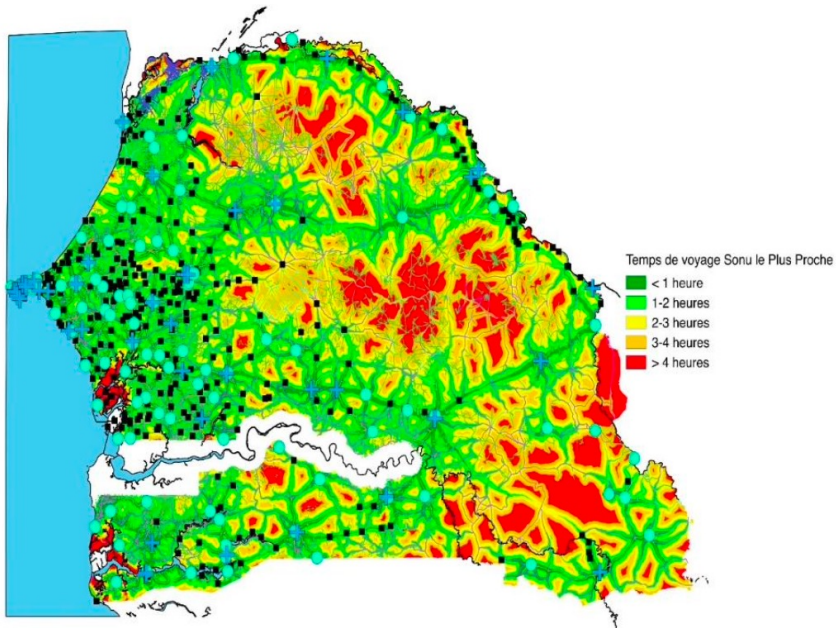 Temps de voyage Sonu le Plus Proche
< 1 heure
1-2 heures
2-3 heures
3-4 heures
> 4 heures